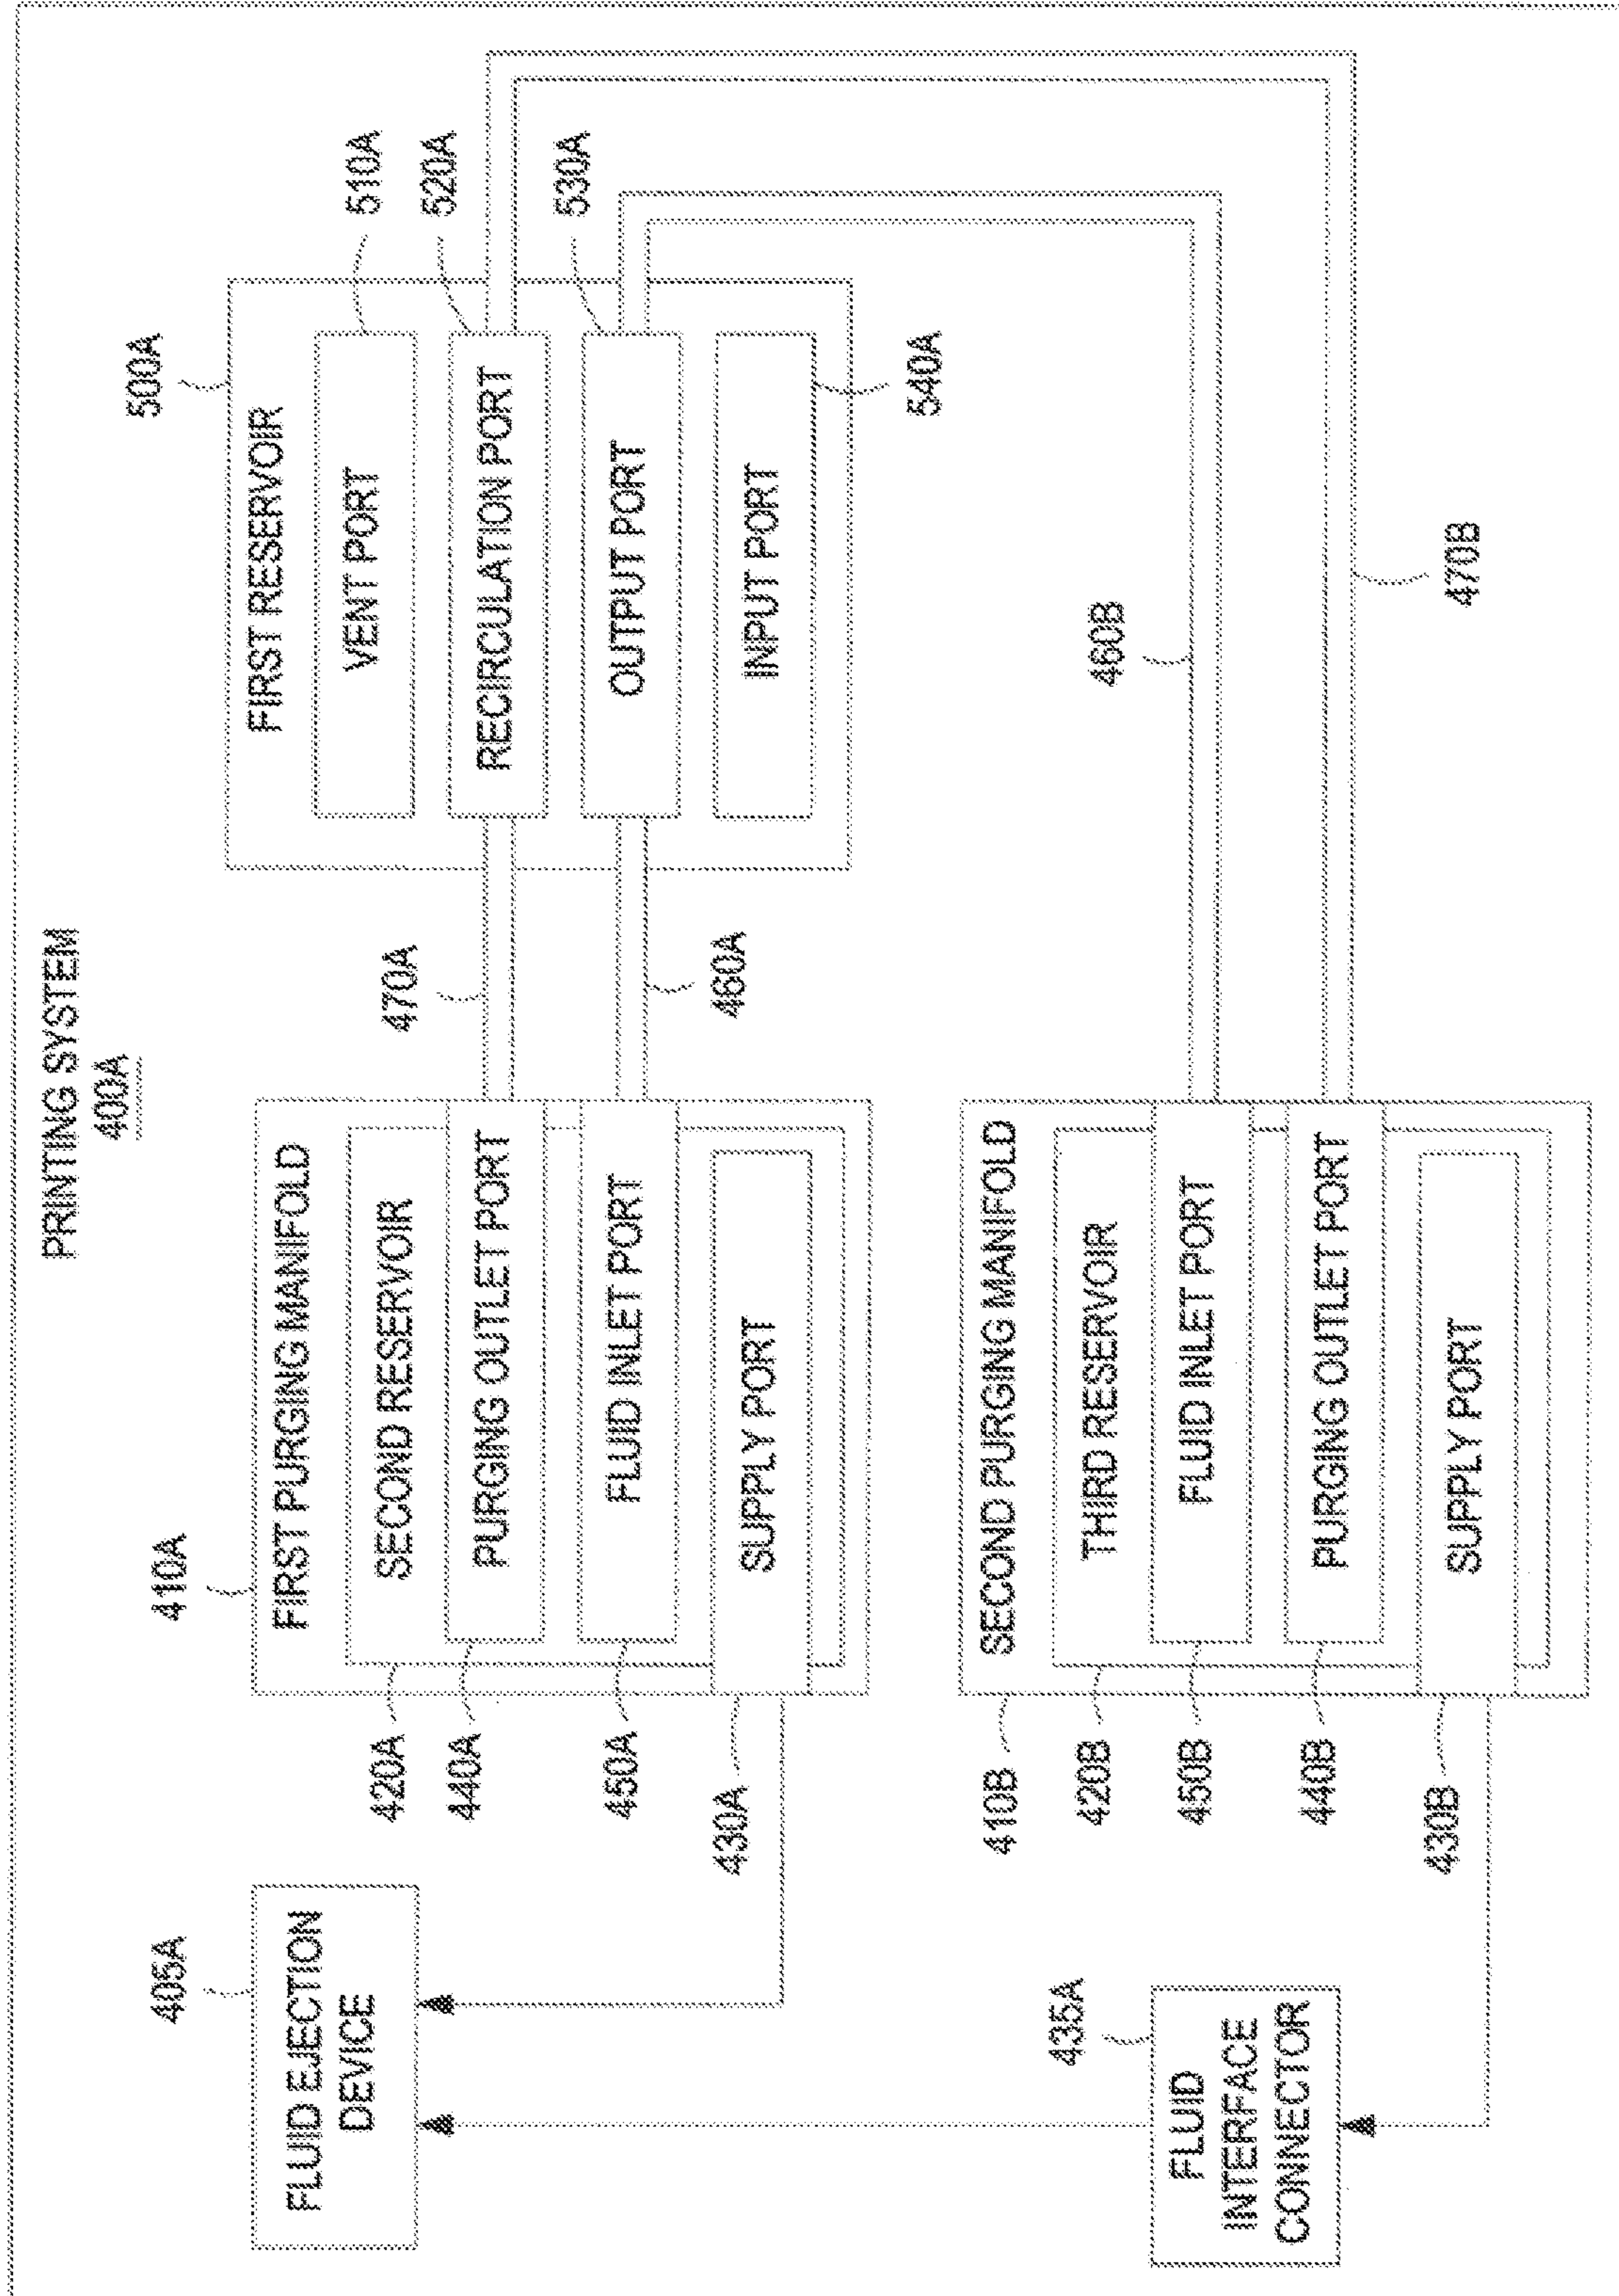 PRINTING SYSTEM
400A
405A
FLUID EJECTION
DEVICE
410A
FIRST PURGING MANIFOLD
SECOND RESERVOIR
PURGING OUTLET PORT
FLUID INLET PORT
SUPPLY PORT
420A
440A
450A
430A
470A
460A
500A
FIRST RESERVOIR
VENT PORT
RECIRCULATION PORT
OUTPUT PORT
INPUT PORT
510A
520A
530A
540A
435A
FLUID
INTERFACE
CONNECTOR
410B
420B
450B
440B
430B
SECOND PURGING MANIFOLD
THIRD RESERVOIR
FLUID INLET PORT
PURGING OUTLET PORT
SUPPLY PORT
460B
470B